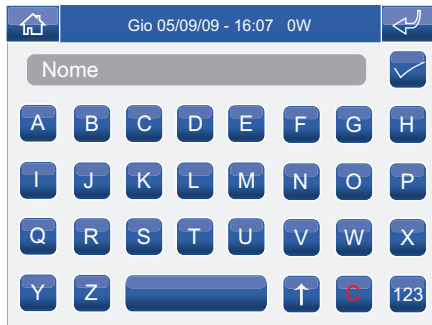 Gio 05/09/09 - 16:07 0W
Nome
A B C D E F G H
I J K L M N O P
Q R S T U V W X
Y Z ↑ C 123